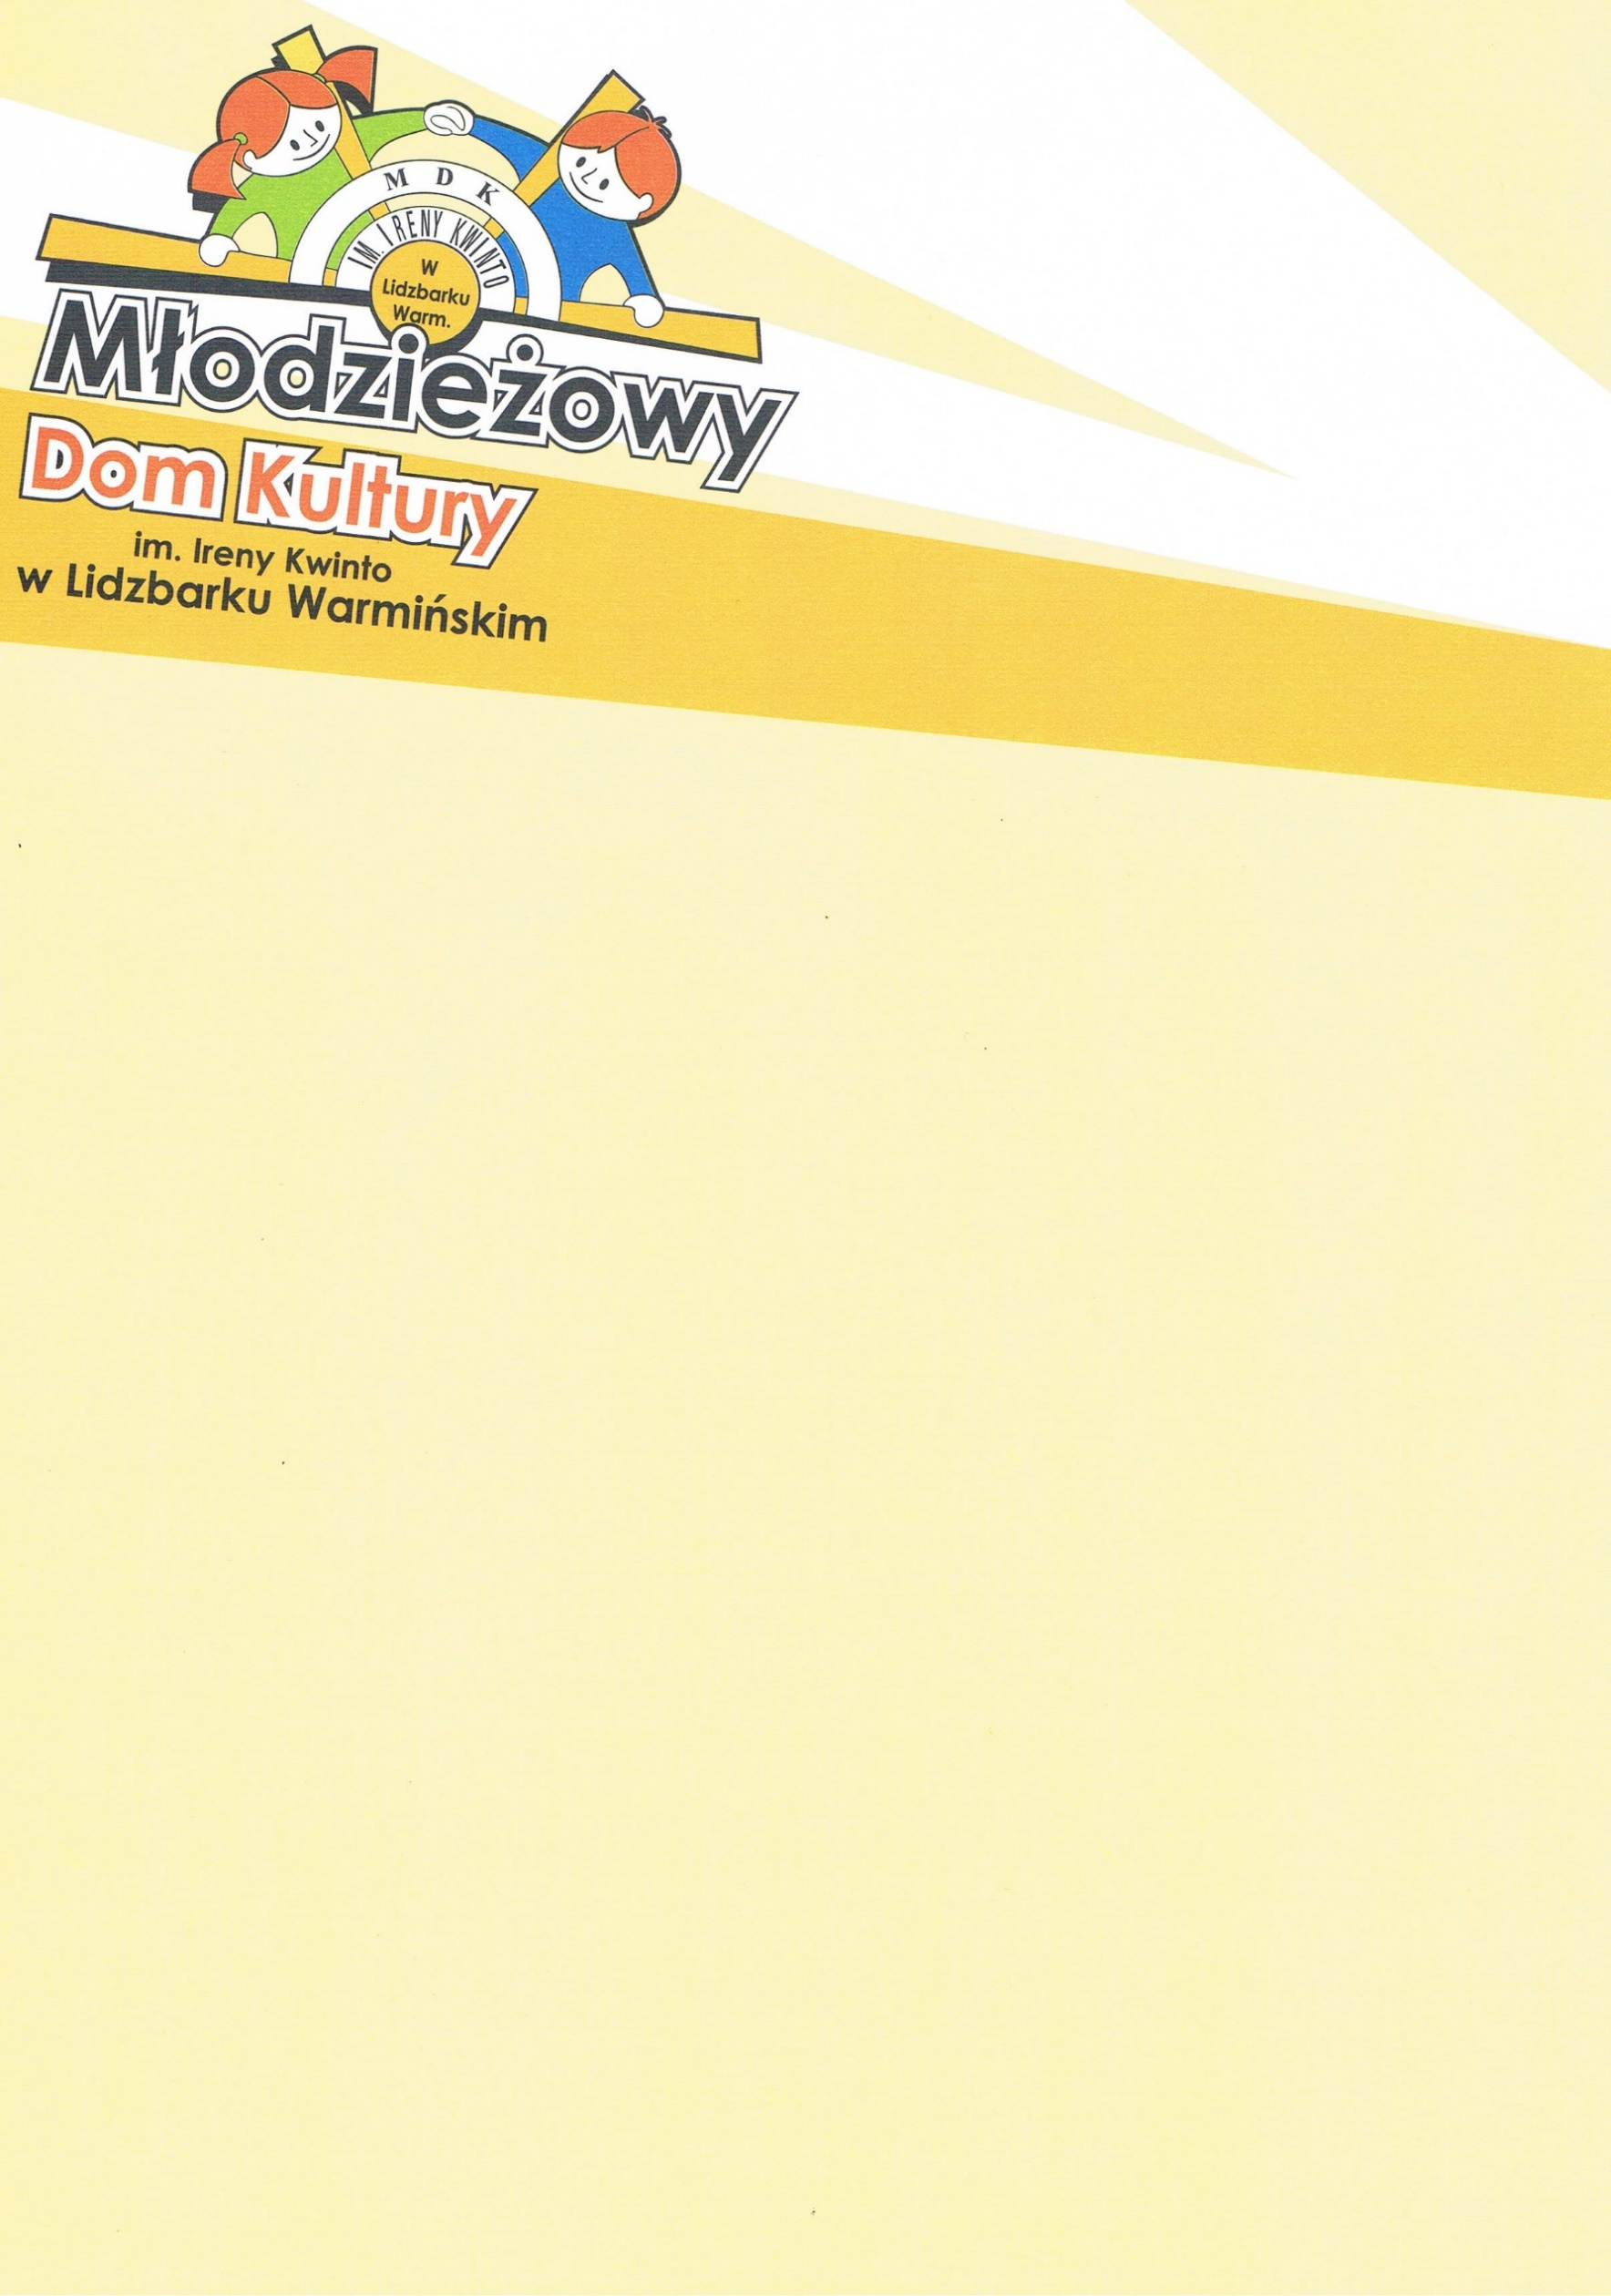 M D K
IM. IRENY KWINTO
W
Lidzbarku
Warm.
Młodzieżowy
Dom Kultury
im. Ireny Kwinto
w Lidzbarku Warmińskim